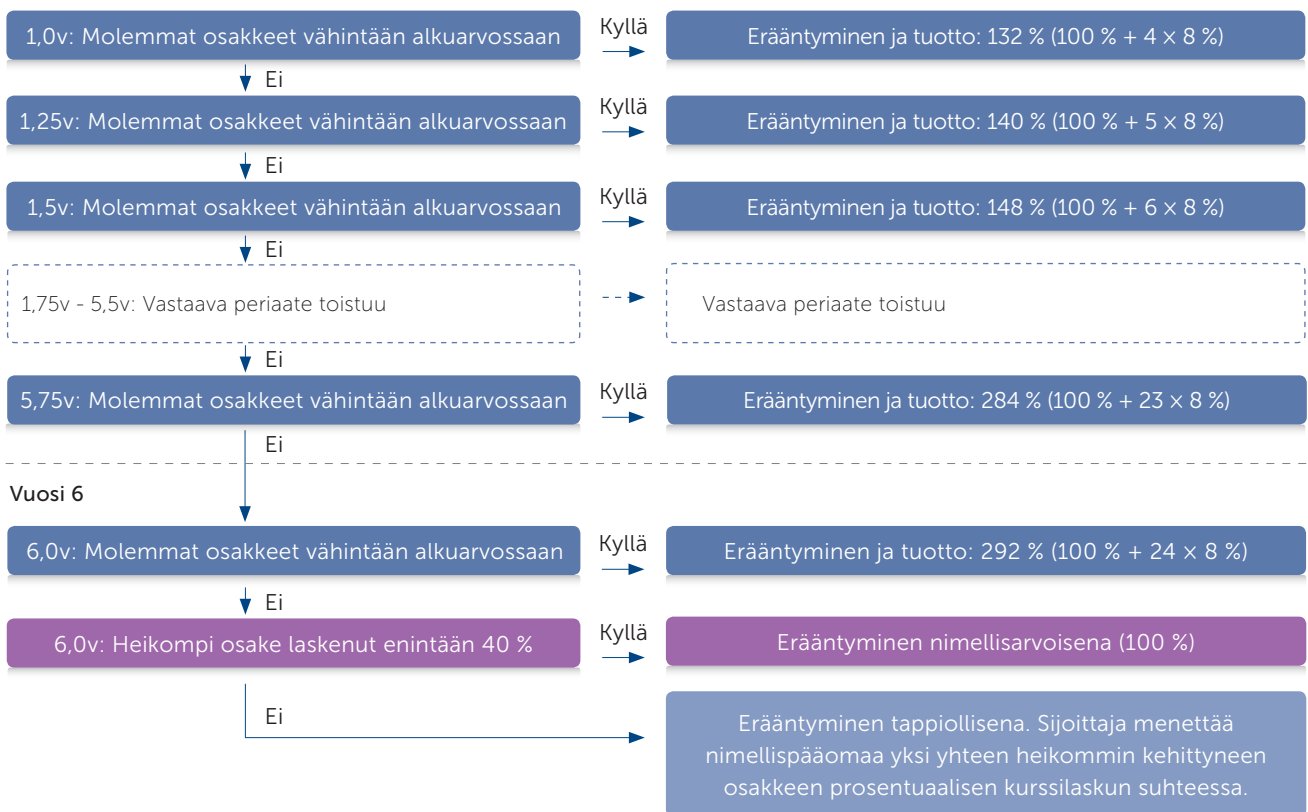 1,0v: Molemmat osakkeet vähintään alkuarvossaan
Kyllä
Erääntyminen ja tuotto: 132 % (100 % + 4 × 8 %)
Ei
1,25v: Molemmat osakkeet vähintään alkuarvossaan
Kyllä
Erääntyminen ja tuotto: 140 % (100 % + 5 × 8 %)
Ei
1,5v: Molemmat osakkeet vähintään alkuarvossaan
Kyllä
Erääntyminen ja tuotto: 148 % (100 % + 6 × 8 %)
Ei
1,75v - 5,5v: Vastaava periaate toistuu
Vastaava periaate toistuu
Ei
5,75v: Molemmat osakkeet vähintään alkuarvossaan
Kyllä
Erääntyminen ja tuotto: 284 % (100 % + 23 × 8 %)
Ei
Vuosi 6
6,0v: Molemmat osakkeet vähintään alkuarvossaan
Kyllä
Erääntyminen ja tuotto: 292 % (100 % + 24 × 8 %)
Ei
6,0v: Heikompi osake laskenut enintään 40 %
Kyllä
Erääntyminen nimellisarvoisena (100 %)
Ei
Erääntyminen tappiollisena. Sijoittaja menettää
nimellispääomaa yksi yhteen heikommin kehittyneen
osakkeen prosentuaalisen kurssilaskun suhteessa.